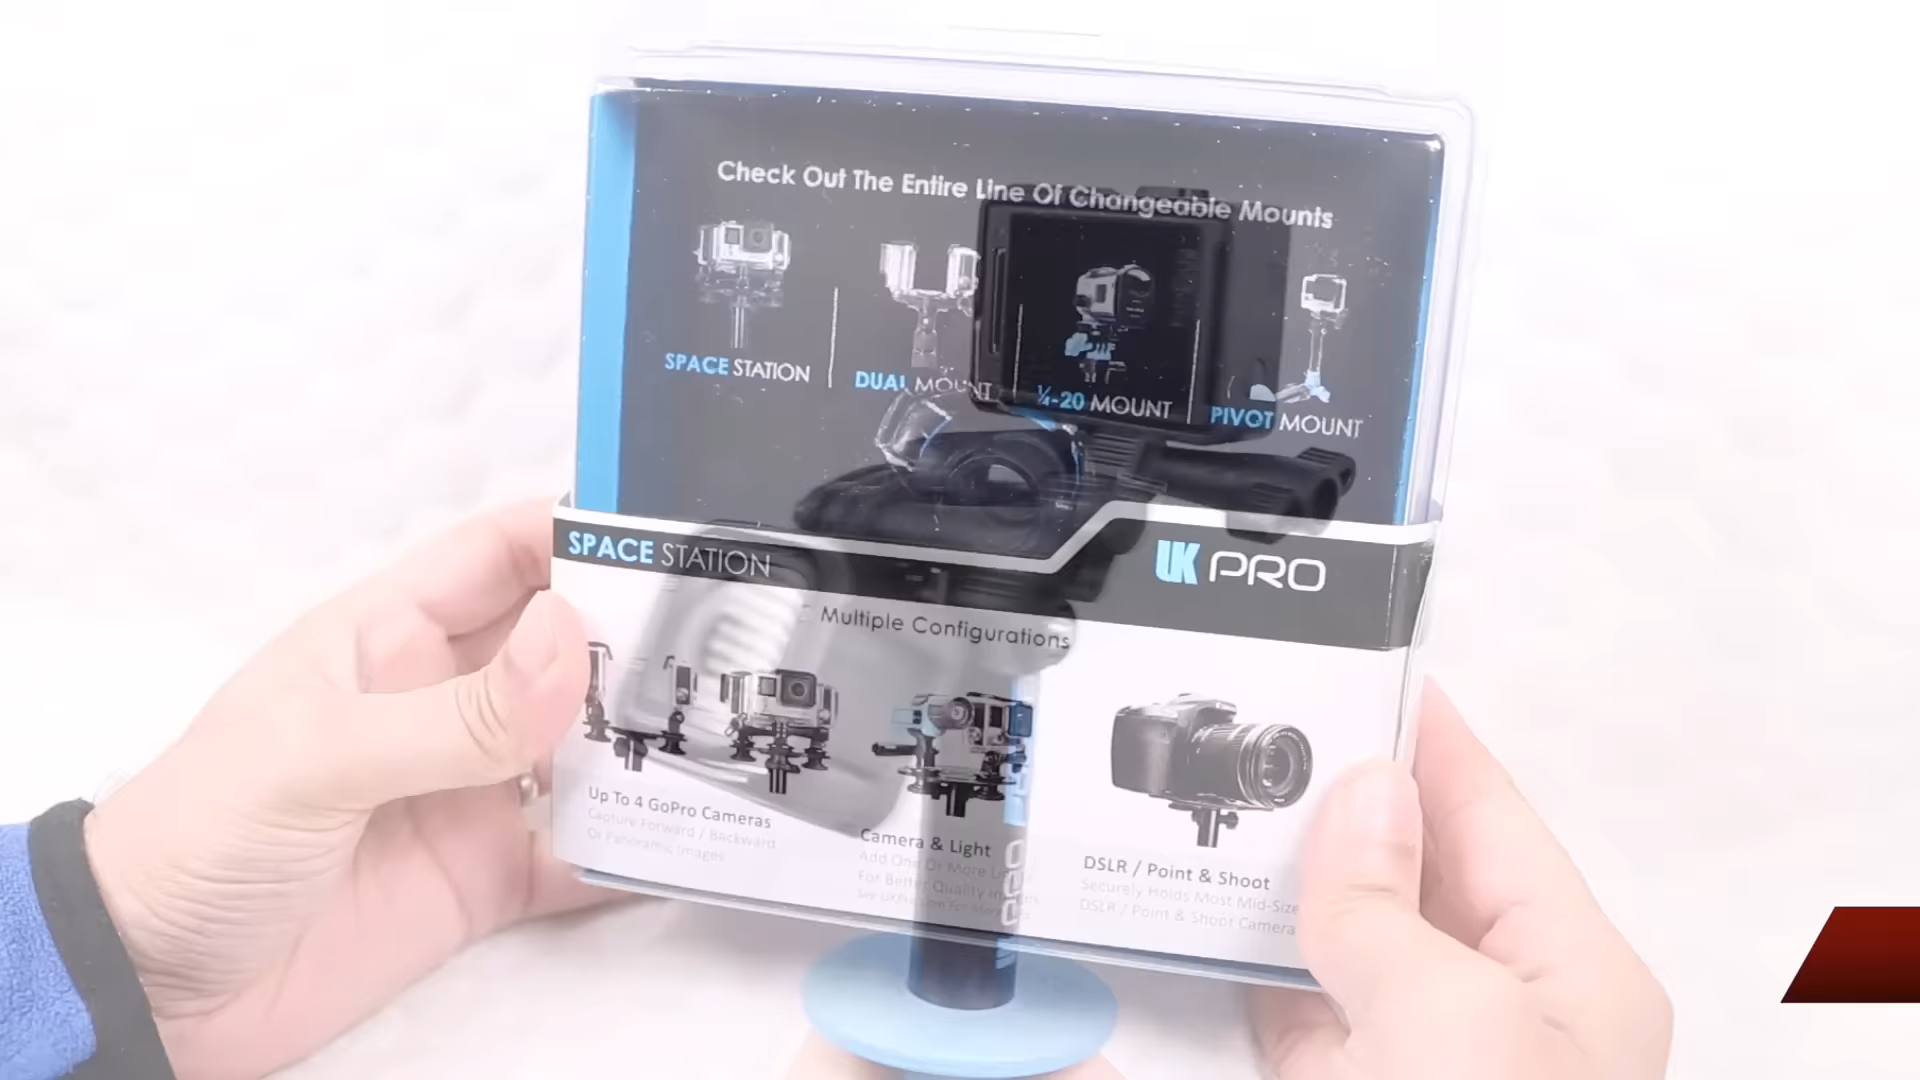 Check Out The Entire Line Of Changeable Mounts
SPACE STATION
DUAL MOUNT
¼-20 MOUNT
PIVOT MOUNT
SPACE STATION
UK PRO
Multiple Configurations
Up To 4 GoPro Cameras
Capture Forward / Backward
Or Panoramic Images
Camera & Light
Add One Or More
For Better Quality
DSLR / Point & Shoot
Securely Holds Most Mid-Size
DSLR / Point & Shoot Camera